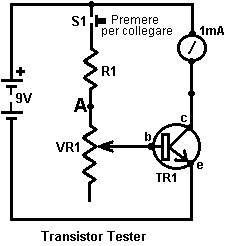 S1
Premere
per collegare
1mA
R1
+
9V
A
VR1
b
c
e
TR1
Transistor Tester